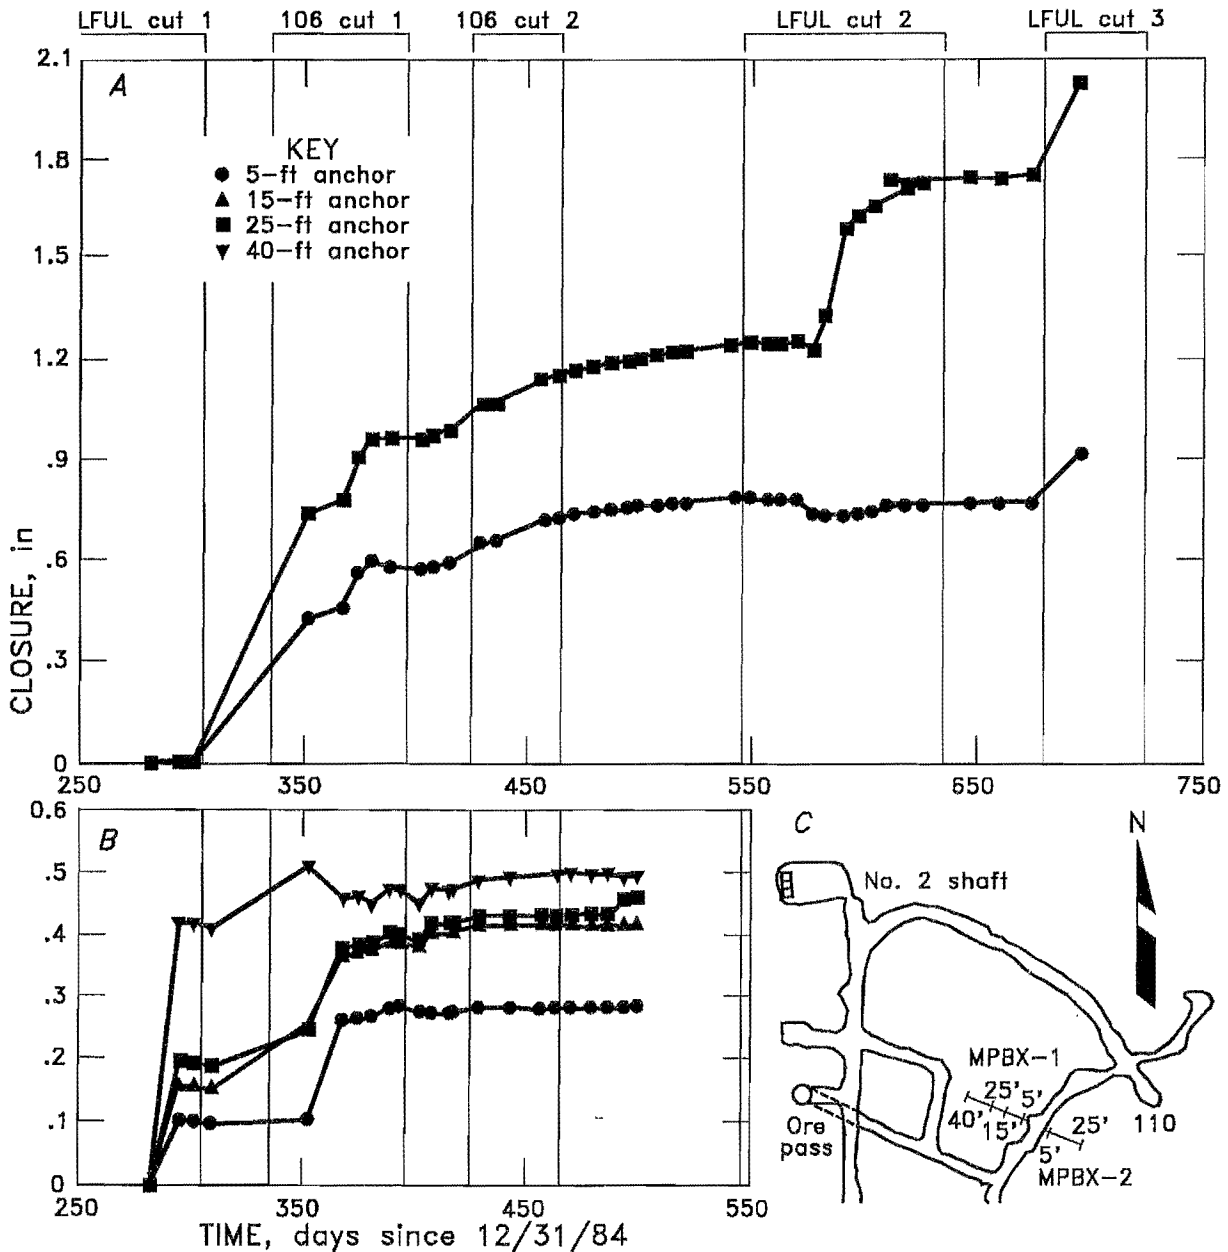 LFUL cut 1 106 cut 1 106 cut 2 LFUL cut 2 LFUL cut 3
A
2.1
1.8
1.5
1.2
.9
.6
.3
0
CLOSURE, in
KEY
5-ft anchor
15-ft anchor
25-ft anchor
40-ft anchor
250 350 450 550 650 750
B
0.6
.5
.4
.3
.2
0.1
0
250 350 450 550
TIME, days since 12/31/84
C
N
No. 2 shaft
MPBX-1
25' 5'
40' 15'
Ore
pass
110
25'
5'
MPBX-2